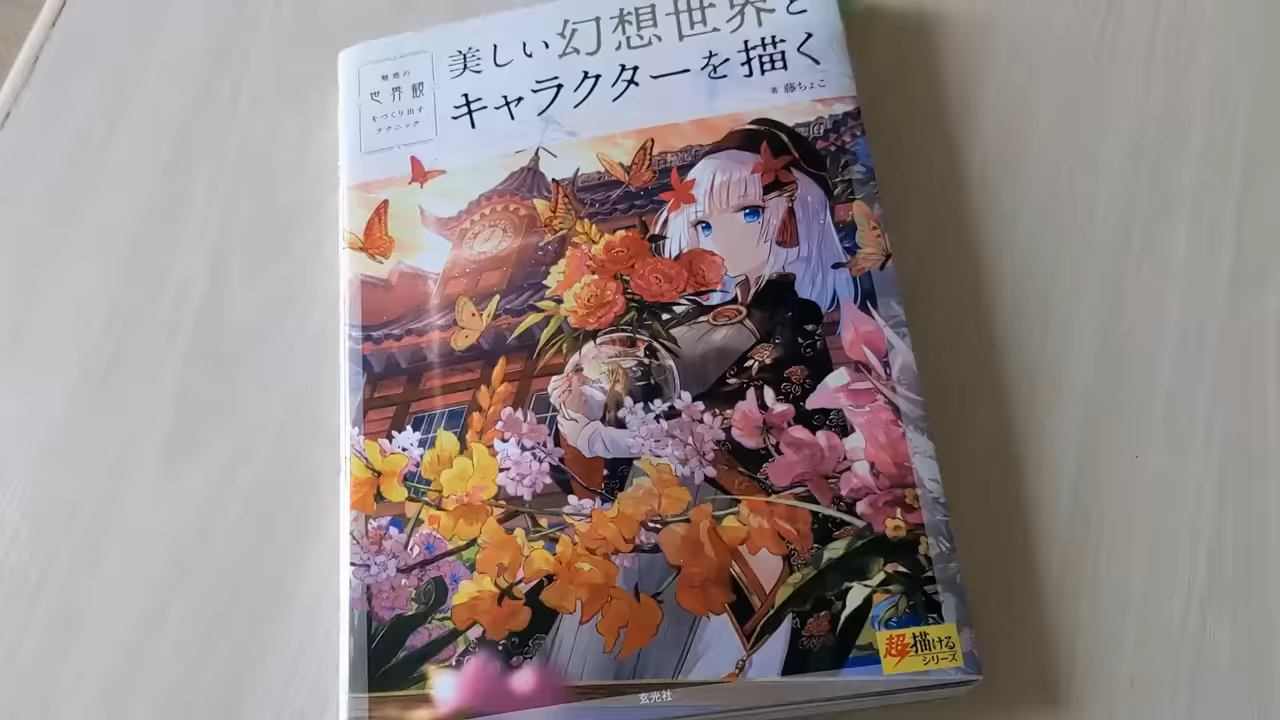 美しい幻想世界と
キャラクターを描く
魅惑の
世界観
をつくり出す
テクニック
著 藤ちょこ
超描ける
シリーズ
玄光社